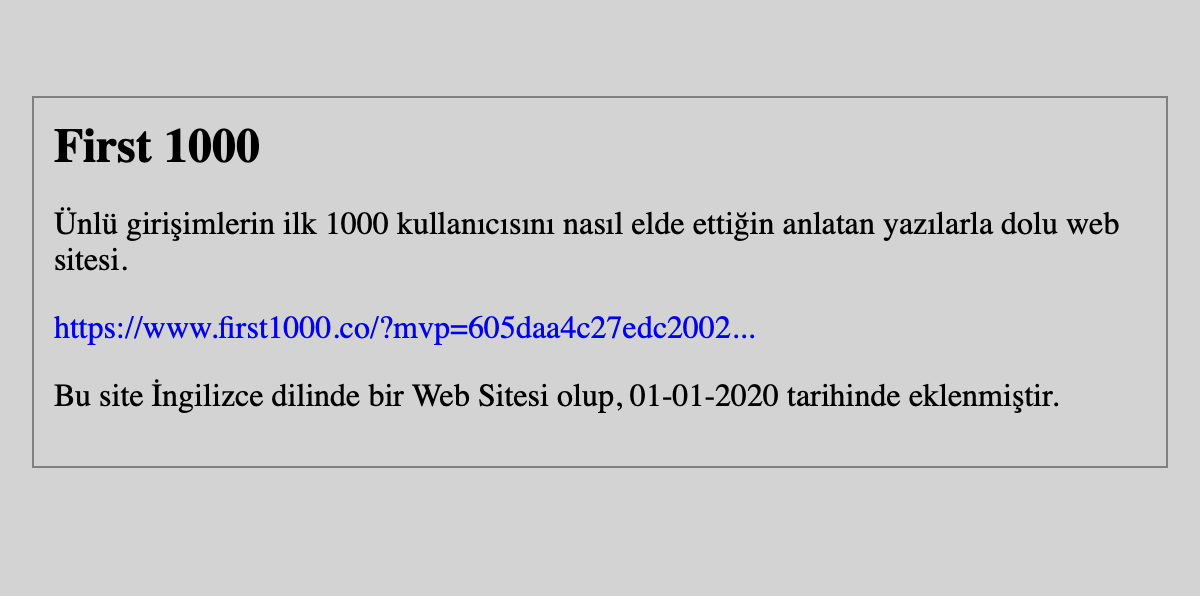 First 1000
Ünlü girişimlerin ilk 1000 kullanıcısını nasıl elde ettiğin anlatan yazılarla dolu web
sitesi.
https://www.first1000.co/?mvp=605daa4c27edc2002...
Bu site İngilizce dilinde bir Web Sitesi olup, 01-01-2020 tarihinde eklenmiştir.